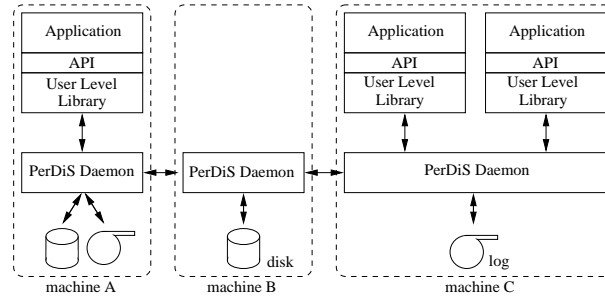 Application
API
User Level
Library
PerDiS Daemon
machine A
PerDiS Daemon
disk
machine B
Application
API
User Level
Library
Application
API
User Level
Library
PerDiS Daemon
log
machine C